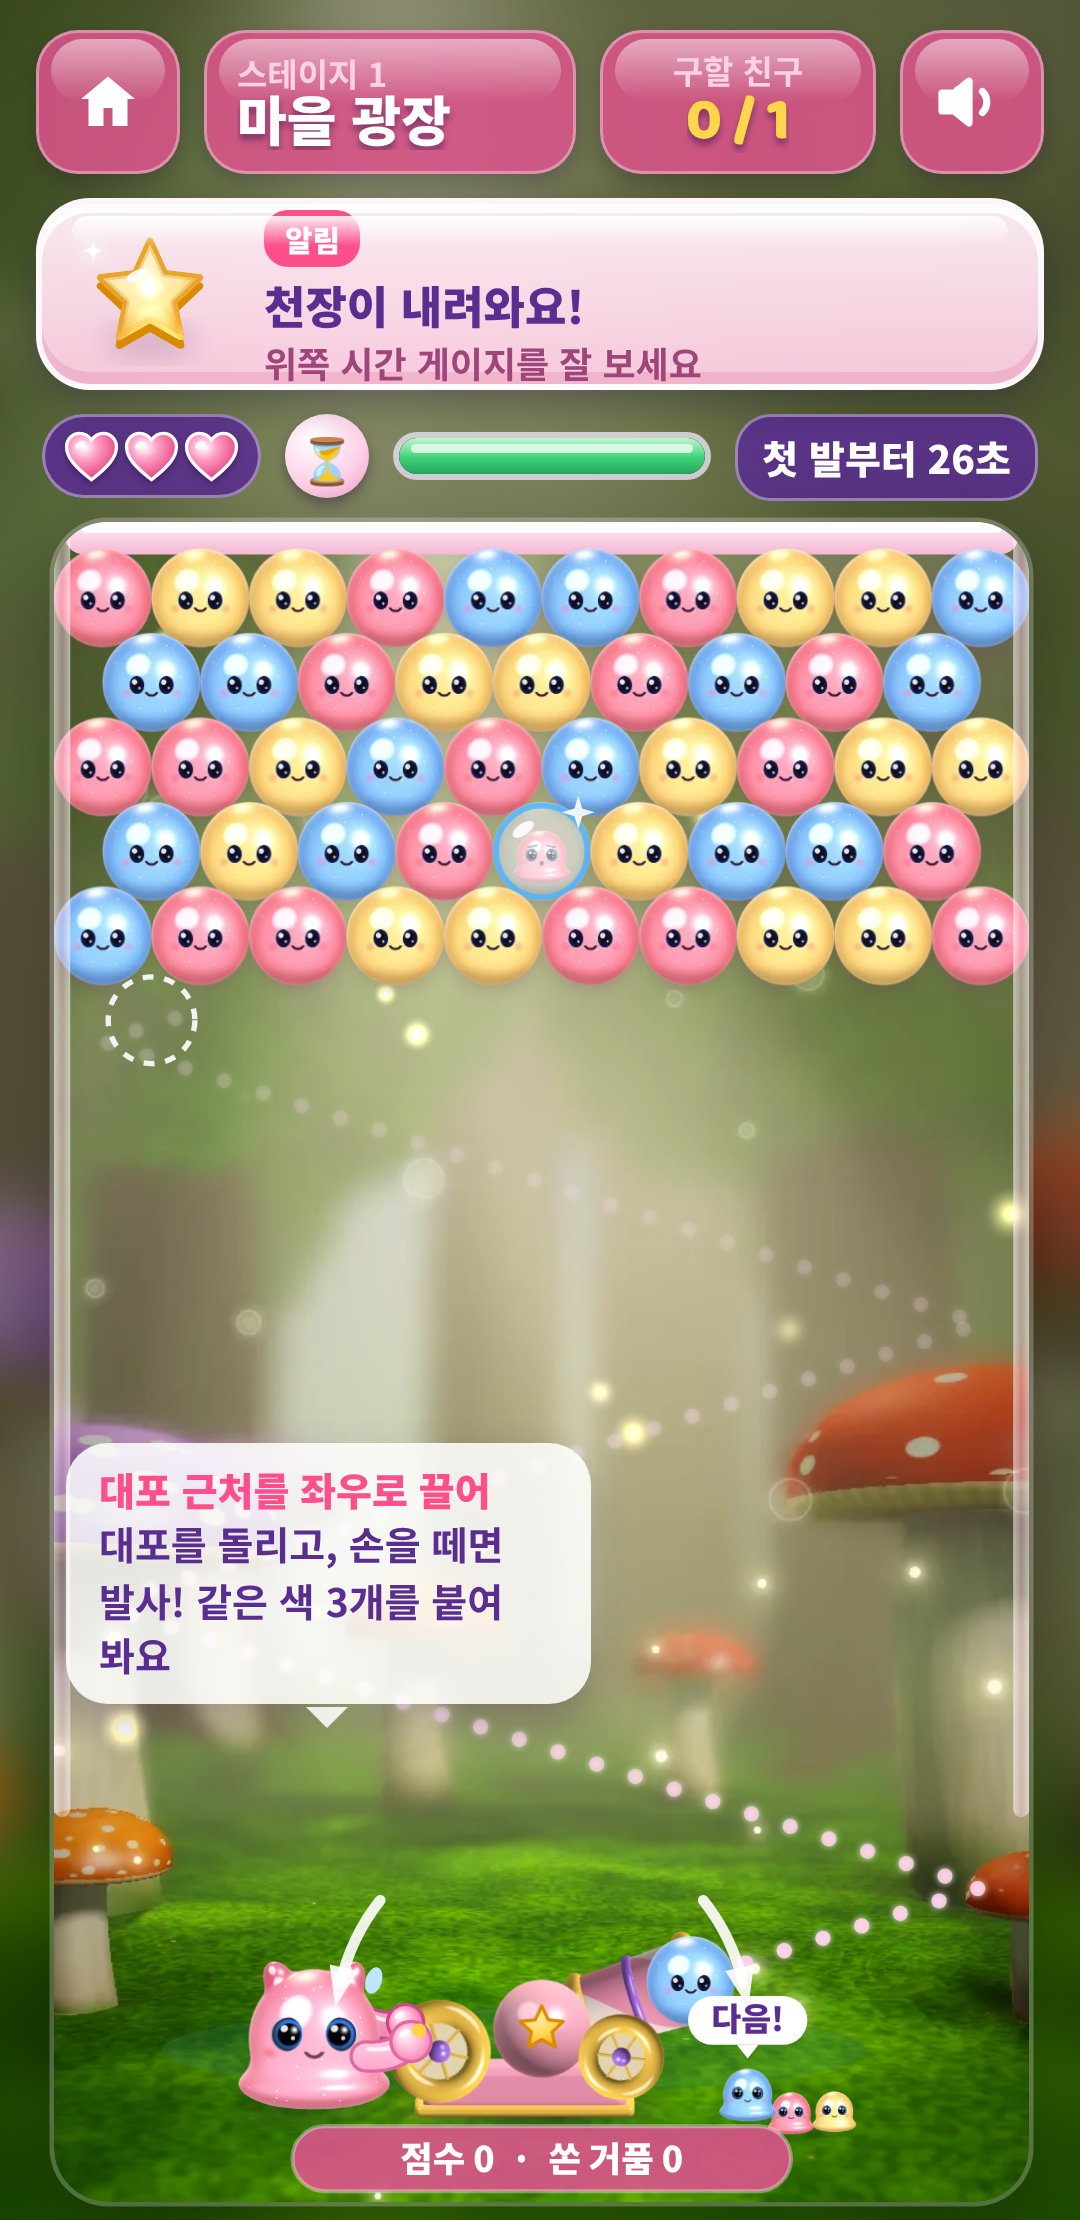 스테이지 1
마을 광장
구할 친구
0 / 1
알림
천장이 내려와요!
위쪽 시간 게이지를 잘 보세요
첫 발부터 26초
대포 근처를 좌우로 끌어
대포를 돌리고, 손을 떼면
발사! 같은 색 3개를 붙여
봐요
다음!
점수 0 · 쏜 거품 0